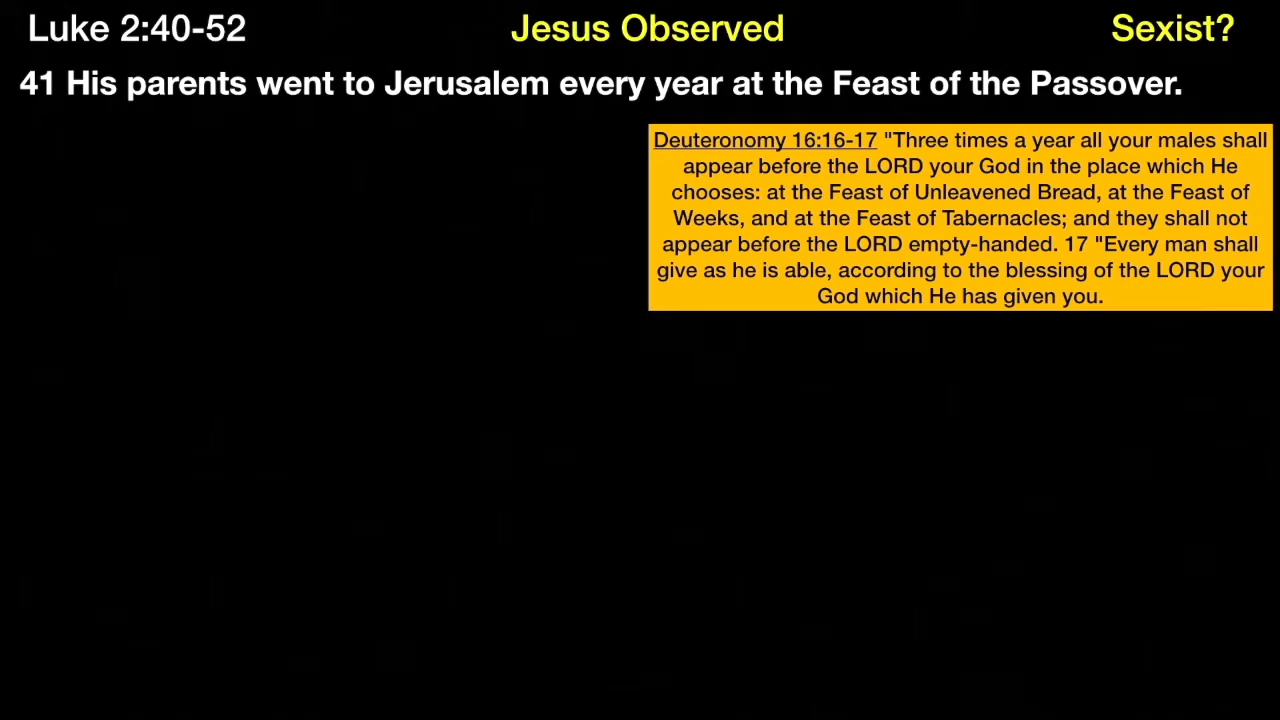 Luke 2:40-52 Jesus Observed Sexist?
41 His parents went to Jerusalem every year at the Feast of the Passover.
Deuteronomy 16:16-17 "Three times a year all your males shall
appear before the LORD your God in the place which He
chooses: at the Feast of Unleavened Bread, at the Feast of
Weeks, and at the Feast of Tabernacles; and they shall not
appear before the LORD empty-handed. 17 "Every man shall
give as he is able, according to the blessing of the LORD your
God which He has given you.